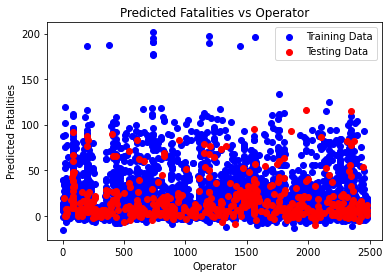 Predicted Fatalities vs Operator
Training Data
Testing Data
Predicted Fatalities
200
150
100
50
0
0 500 1000 1500 2000 2500
Operator